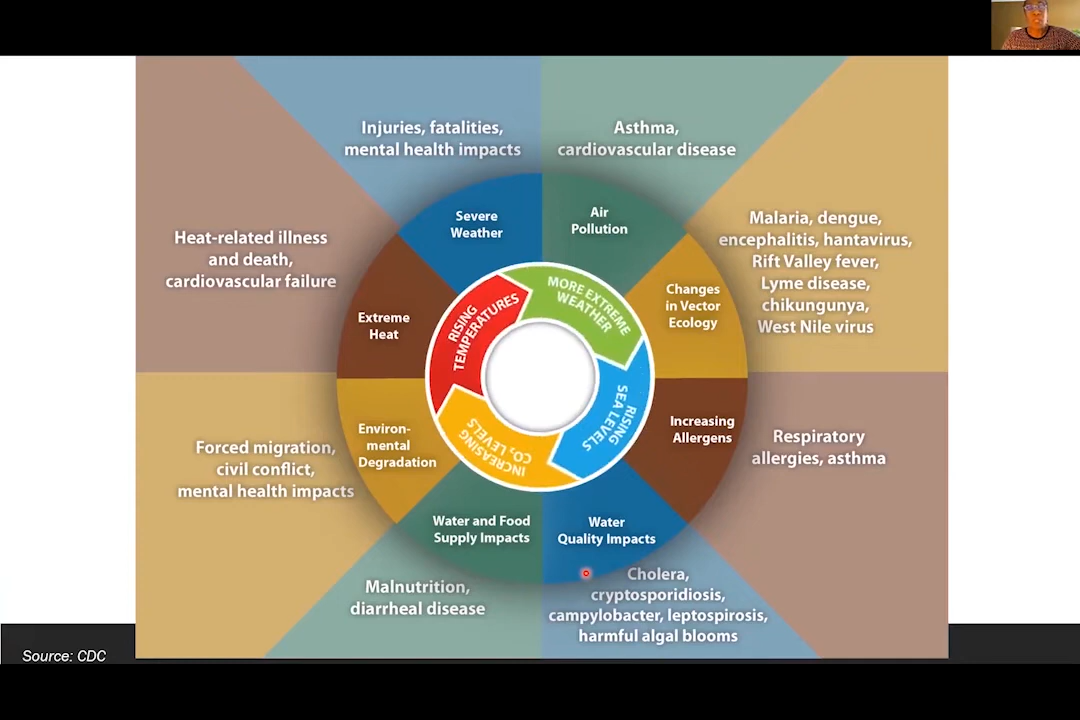 Injuries, fatalities,
mental health impacts
Asthma,
cardiovascular disease
Severe
Weather
Air
Pollution
Heat-related illness
and death,
cardiovascular failure
Malaria, dengue,
encephalitis, hantavirus,
Rift Valley fever,
Lyme disease,
chikungunya,
West Nile virus
Extreme
Heat
Changes
in Vector
Ecology
RISING
TEMPERATURES
MORE EXTREME
WEATHER
RISING
SEA LEVELS
INCREASING
CO₂ LEVELS
Forced migration,
civil conflict,
mental health impacts
Environ-
mental
Degradation
Increasing
Allergens
Respiratory
allergies, asthma
Water and Food
Supply Impacts
Water
Quality Impacts
Malnutrition,
diarrheal disease
Cholera,
cryptosporidiosis,
campylobacter, leptospirosis,
harmful algal blooms
Source: CDC